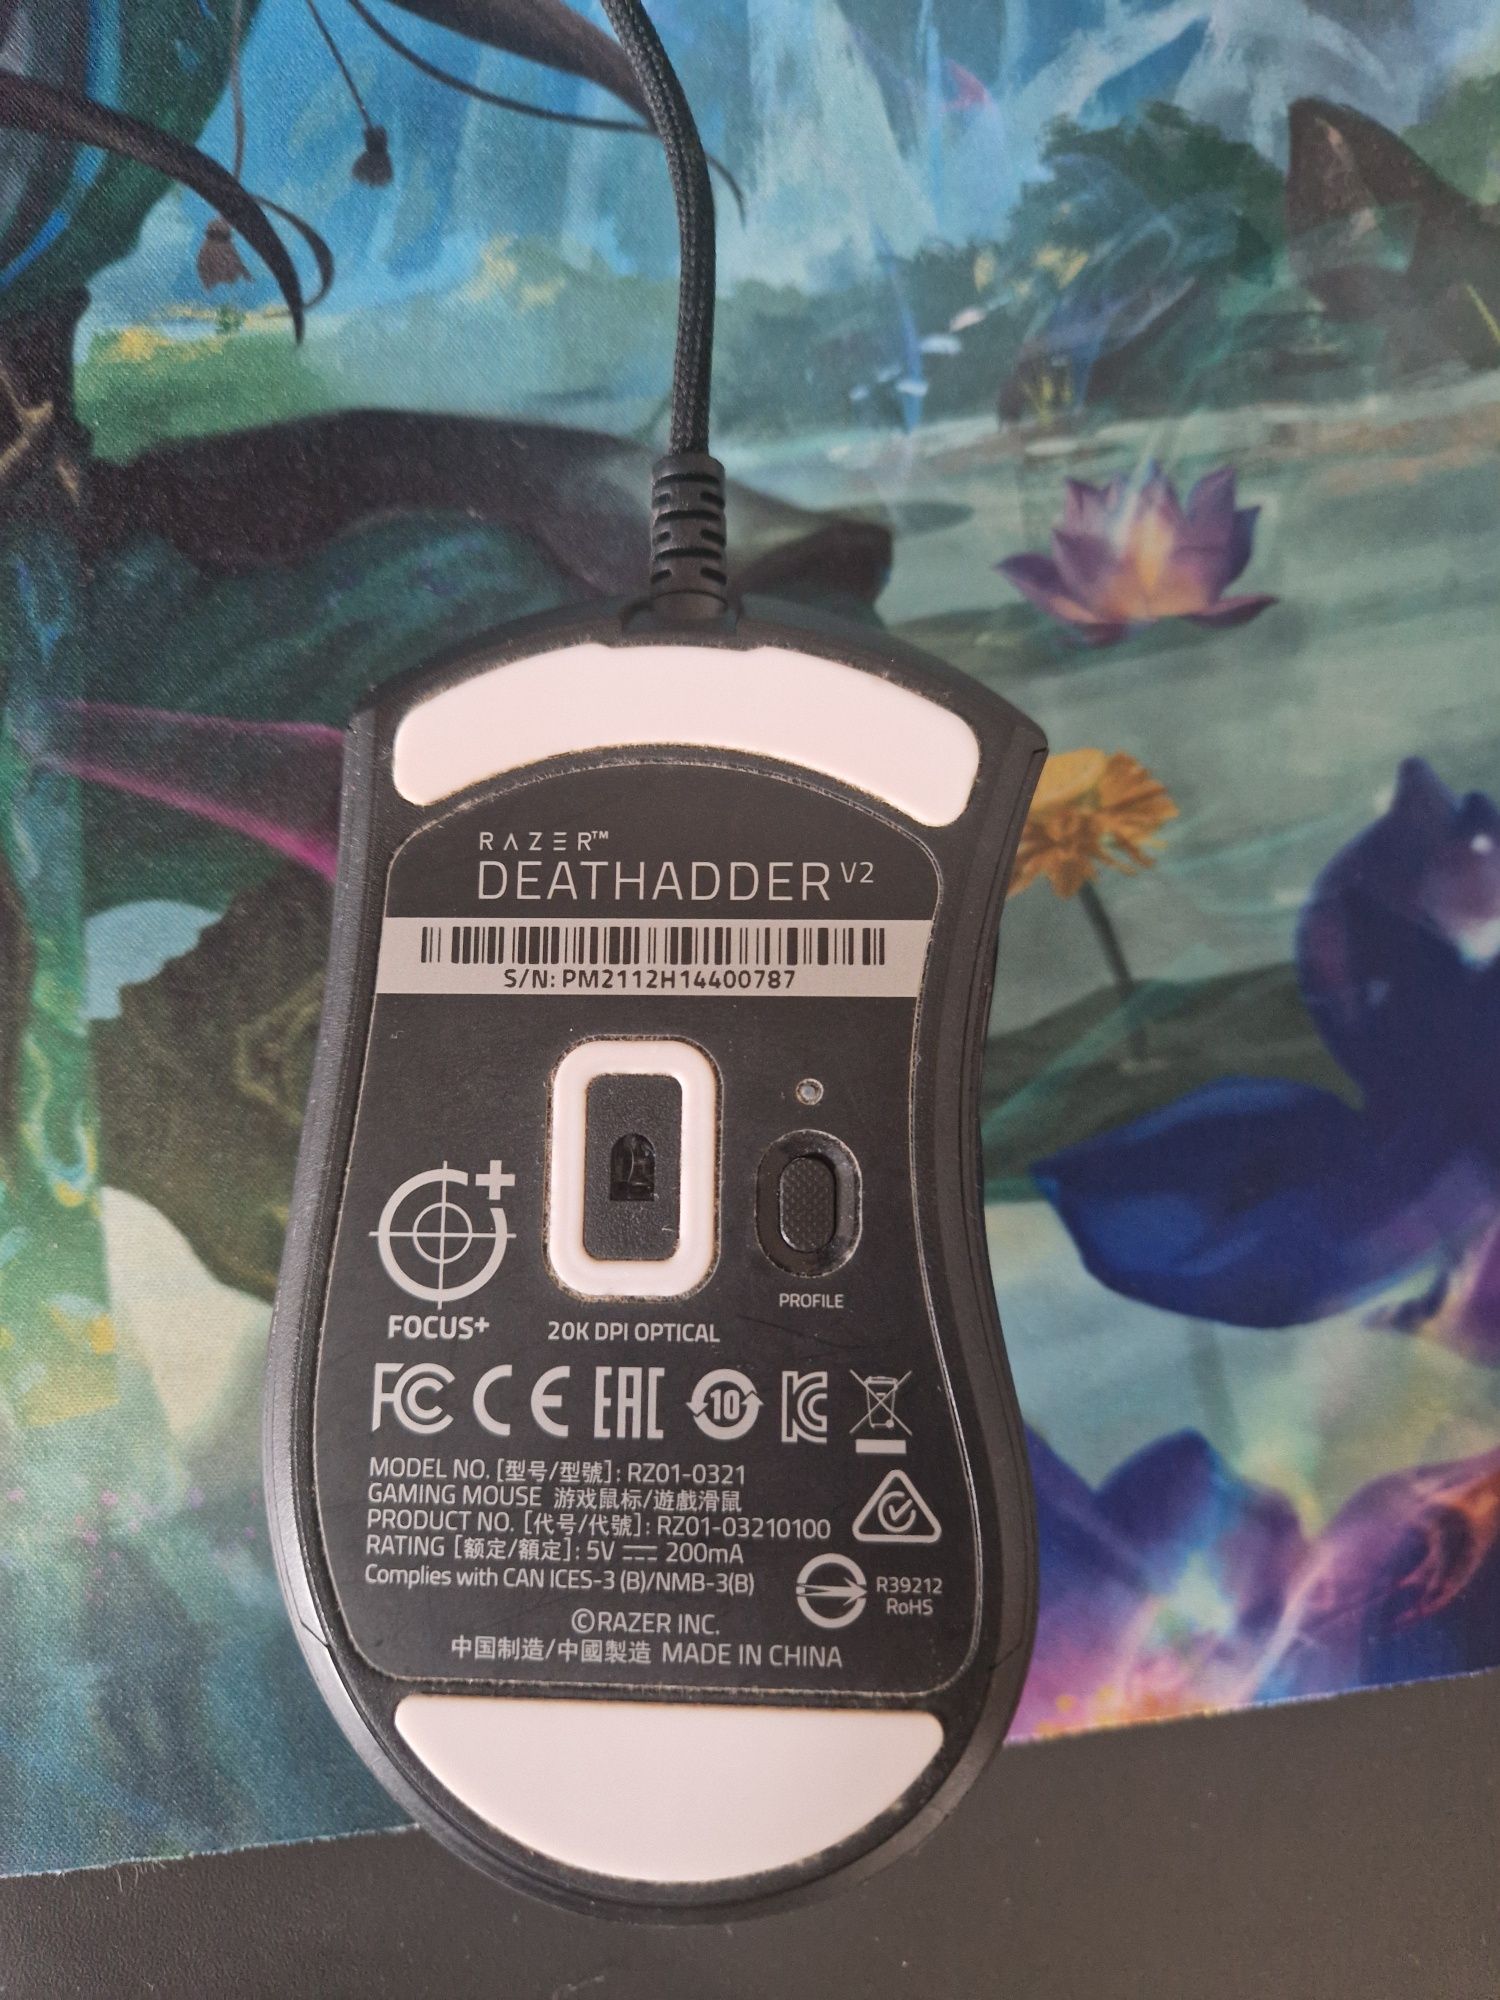 RAZER™
DEATHADDER V2
S/N: PM2112H14400787
FOCUS+
20K DPI OPTICAL
PROFILE
FC CE EAC 10 KC
MODEL NO. [型号/型號]: RZ01-0321
GAMING MOUSE 游戏鼠标/遊戲滑鼠
PRODUCT NO. [代号/代號]: RZ01-03210100
RATING [额定/額定]: 5V ⎓ 200mA
Complies with CAN ICES-3 (B)/NMB-3(B)
R39212
RoHS
©RAZER INC.
中国制造/中國製造 MADE IN CHINA